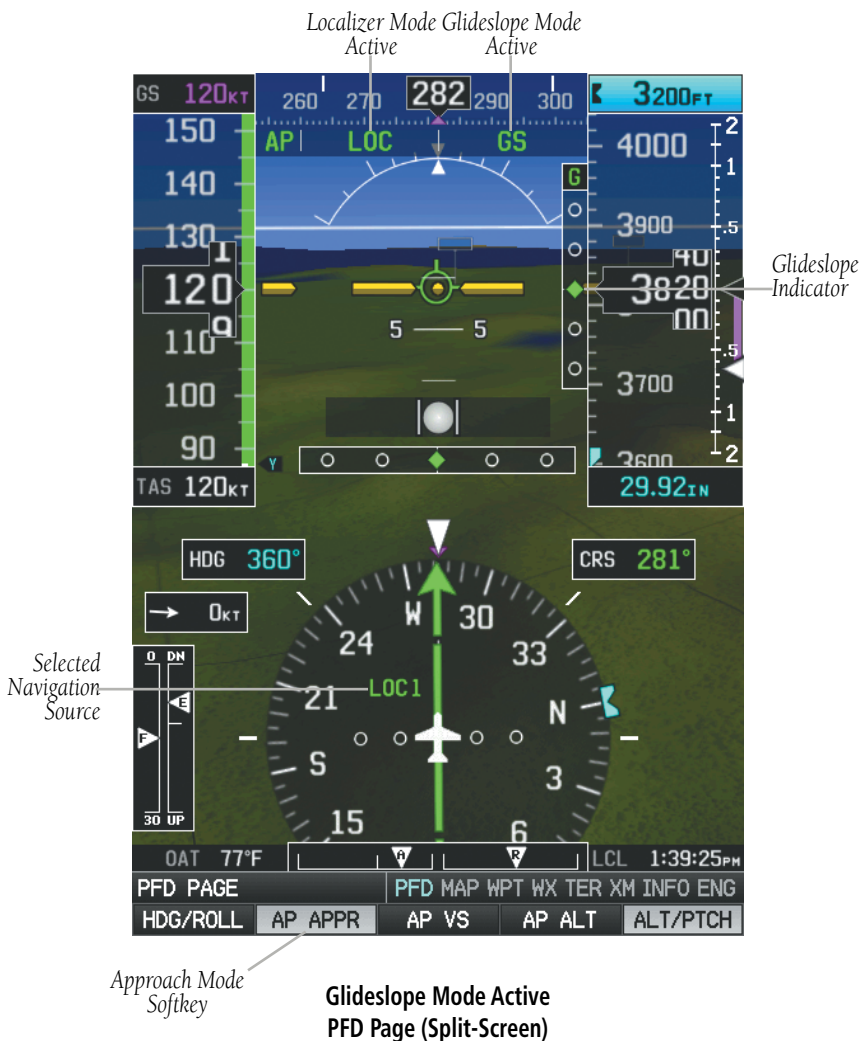 Localizer Mode Active
Glideslope Mode Active
GS 120KT
260 270 282 290 300
3200FT
AP LOC GS
150
140
130
1
120
9
110
100
90
TAS 120KT
G
4000
3900
40
3820
00
3700
3600
2
1
.5
.5
1
2
29.92IN
Glideslope Indicator
5 5
Y
HDG 360°
CRS 281°
0KT
Selected Navigation Source
LOC1
W 30 33 N 3 6
24 21 S 15
0 DN
E
F
30 UP
A R
OAT 77°F
LCL 1:39:25PM
PFD PAGE
PFD MAP WPT WX TER XM INFO ENG
HDG/ROLL AP APPR AP VS AP ALT ALT/PTCH
Approach Mode Softkey
Glideslope Mode Active
PFD Page (Split-Screen)